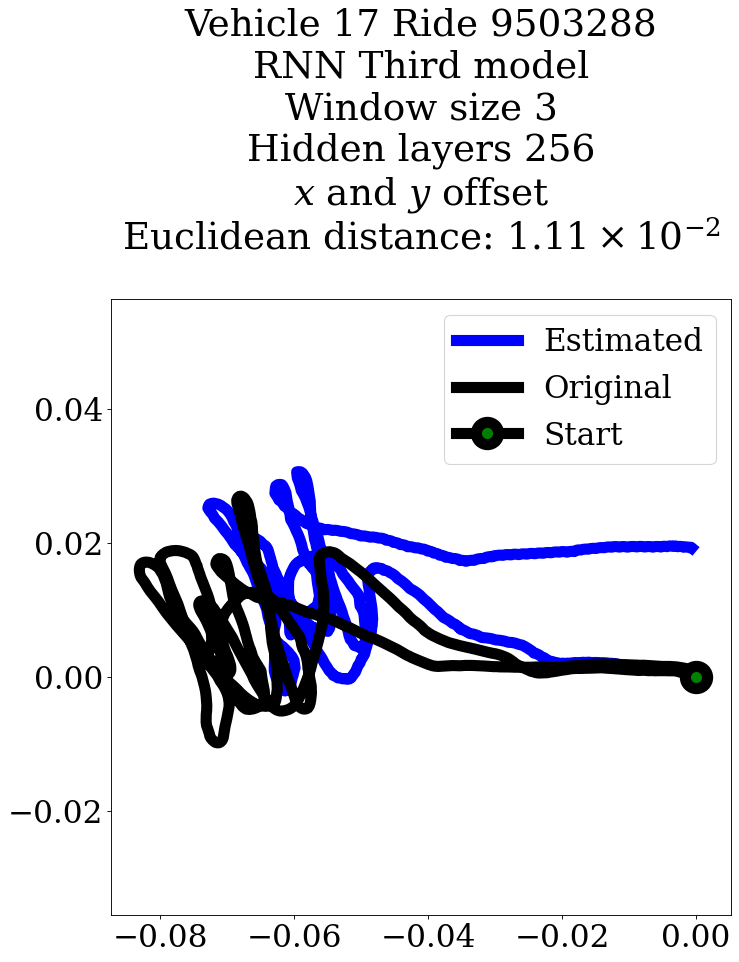 Vehicle 17 Ride 9503288
RNN Third model
Window size 3
Hidden layers 256
x and y offset
Euclidean distance: 1.11 × 10⁻²
Estimated
Original
Start
0.04
0.02
0.00
−0.02
−0.08 −0.06 −0.04 −0.02 0.00